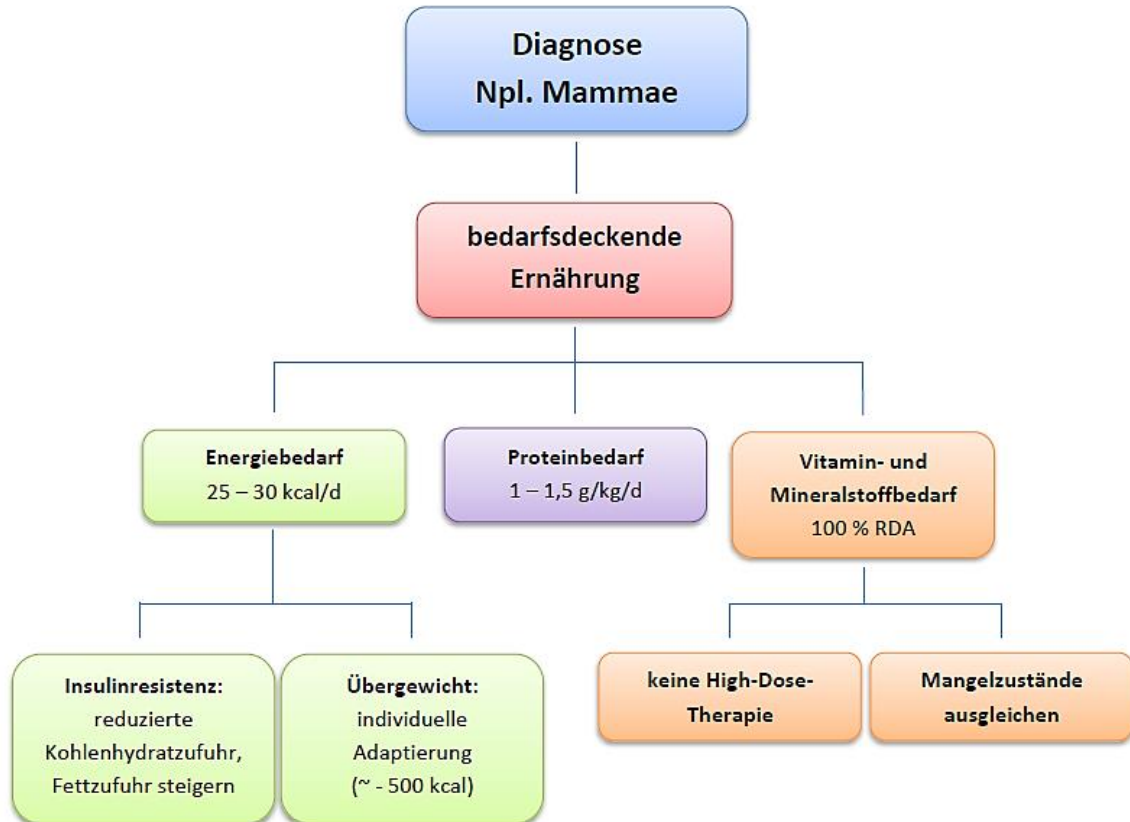 Diagnose
Npl. Mammae
bedarfsdeckende
Ernährung
Energiebedarf
25 – 30 kcal/d
Proteinbedarf
1 – 1,5 g/kg/d
Vitamin- und
Mineralstoffbedarf
100 % RDA
Insulinresistenz:
reduzierte
Kohlenhydratzufuhr,
Fettzufuhr steigern
Übergewicht:
individuelle
Adaptierung
(~ - 500 kcal)
keine High-Dose-
Therapie
Mangelzustände
ausgleichen